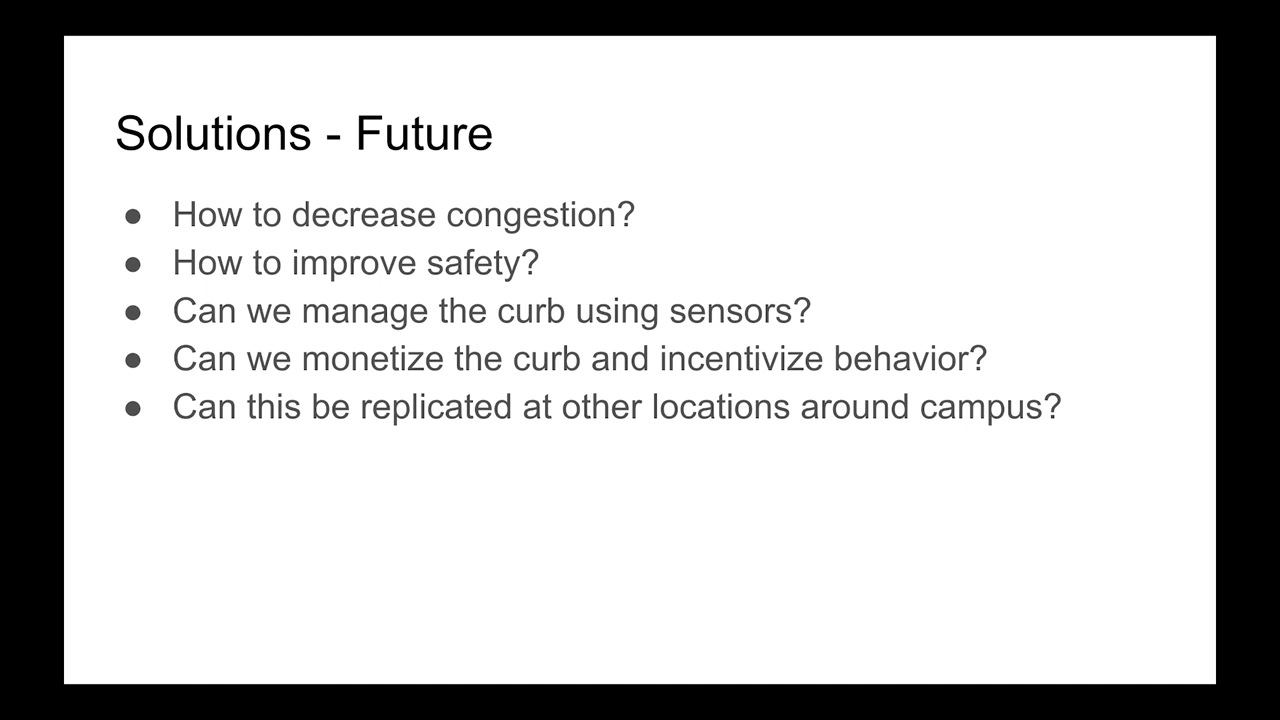 Solutions - Future
● How to decrease congestion?
● How to improve safety?
● Can we manage the curb using sensors?
● Can we monetize the curb and incentivize behavior?
● Can this be replicated at other locations around campus?